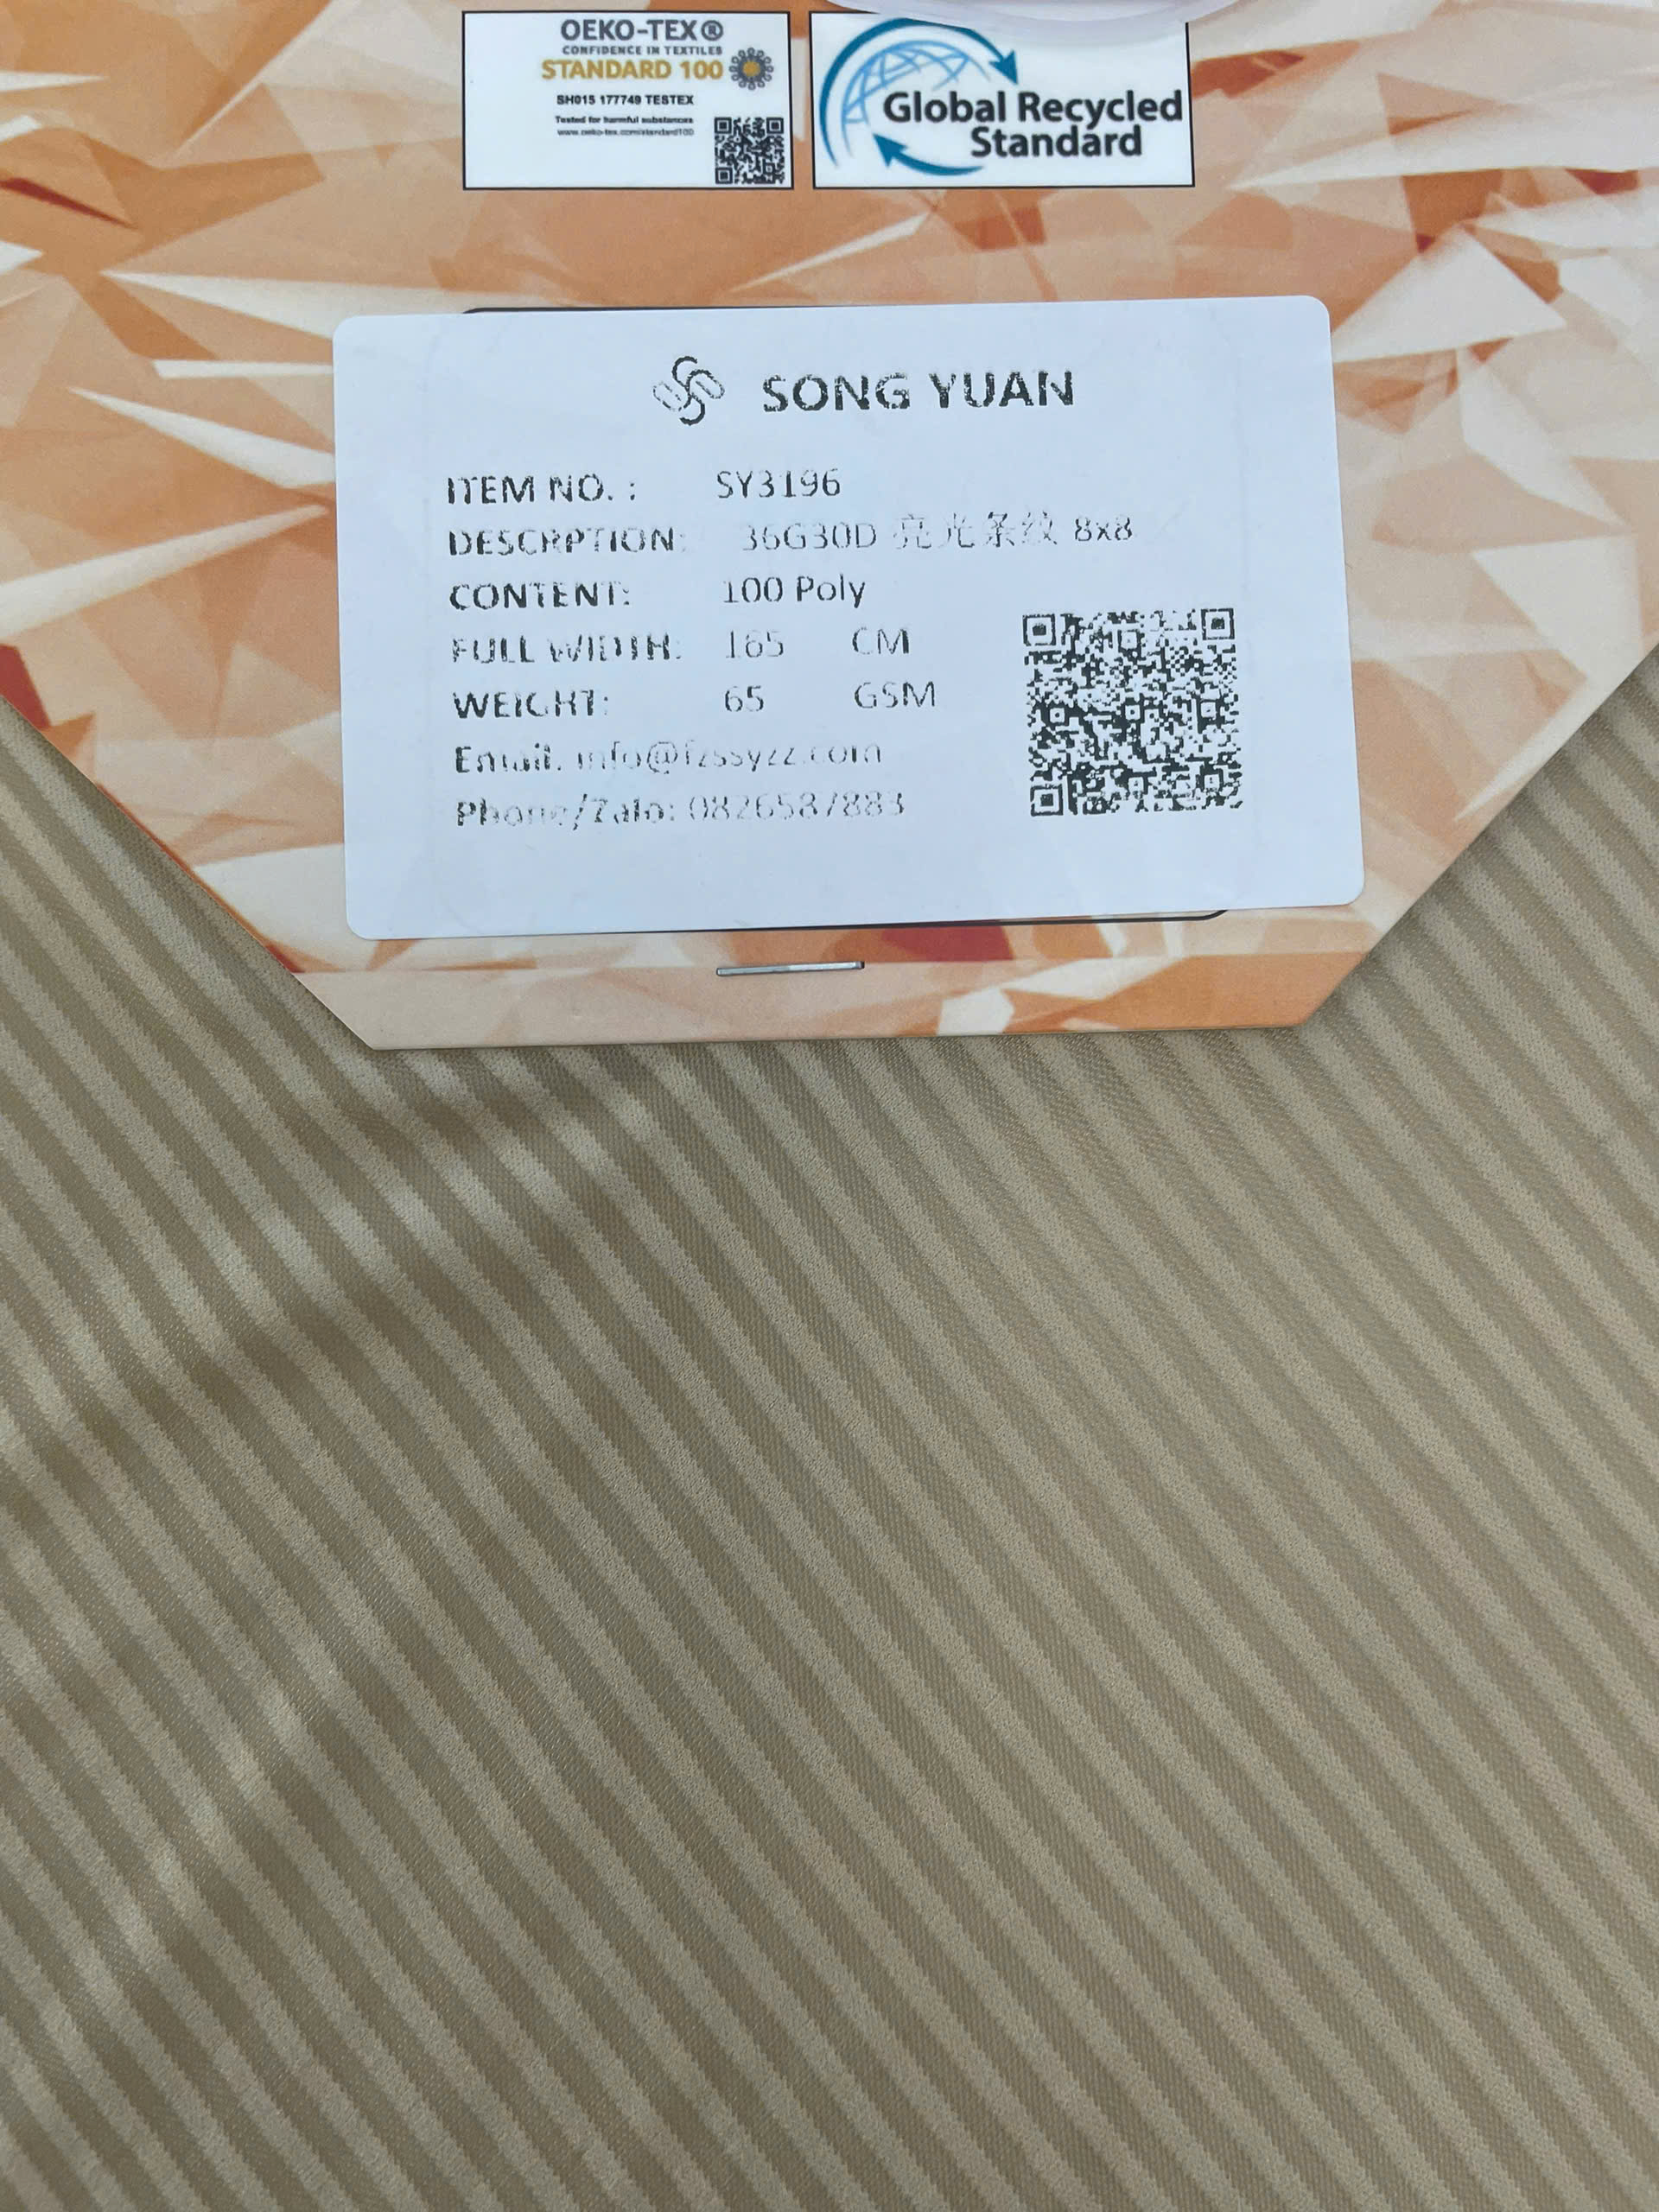 OEKO-TEX®
CONFIDENCE IN TEXTILES
STANDARD 100
SH015 177749 TESTEX
Tested for harmful substances
www.oeko-tex.com/standard100
Global Recycled
Standard
SONG YUAN
ITEM NO. : SY3196
DESCRPTION: 36G30D 亮光条纹 8x8
CONTENT: 100 Poly
FULL WIDTH: 165 CM
WEIGHT: 65 GSM
Email: info@fzssyzz.com
Phone/Zalo: 0826587883